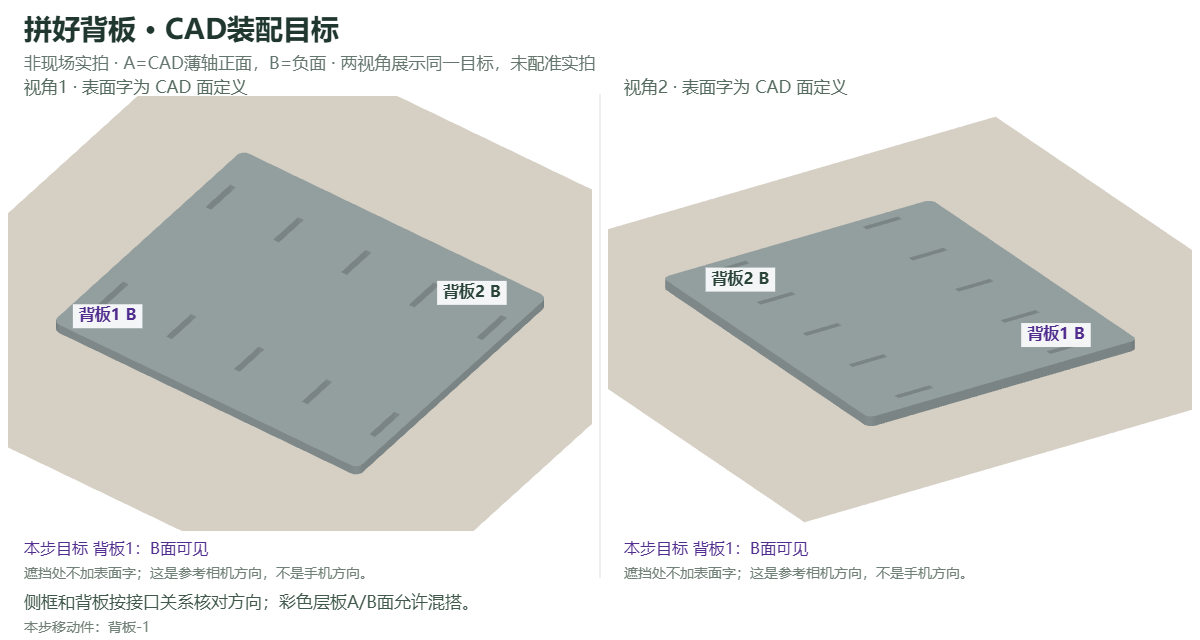 拼好背板 · CAD装配目标
非现场实拍 · A=CAD薄轴正面，B=负面 · 两视角展示同一目标，未配准实拍
视角1 · 表面字为 CAD 面定义
视角2 · 表面字为 CAD 面定义
背板2 B
背板1 B
背板2 B
背板1 B
本步目标 背板1：B面可见
本步目标 背板1：B面可见
遮挡处不加表面字；这是参考相机方向，不是手机方向。
遮挡处不加表面字；这是参考相机方向，不是手机方向。
侧框和背板按接口关系核对方向；彩色层板A/B面允许混搭。
本步移动件：背板-1